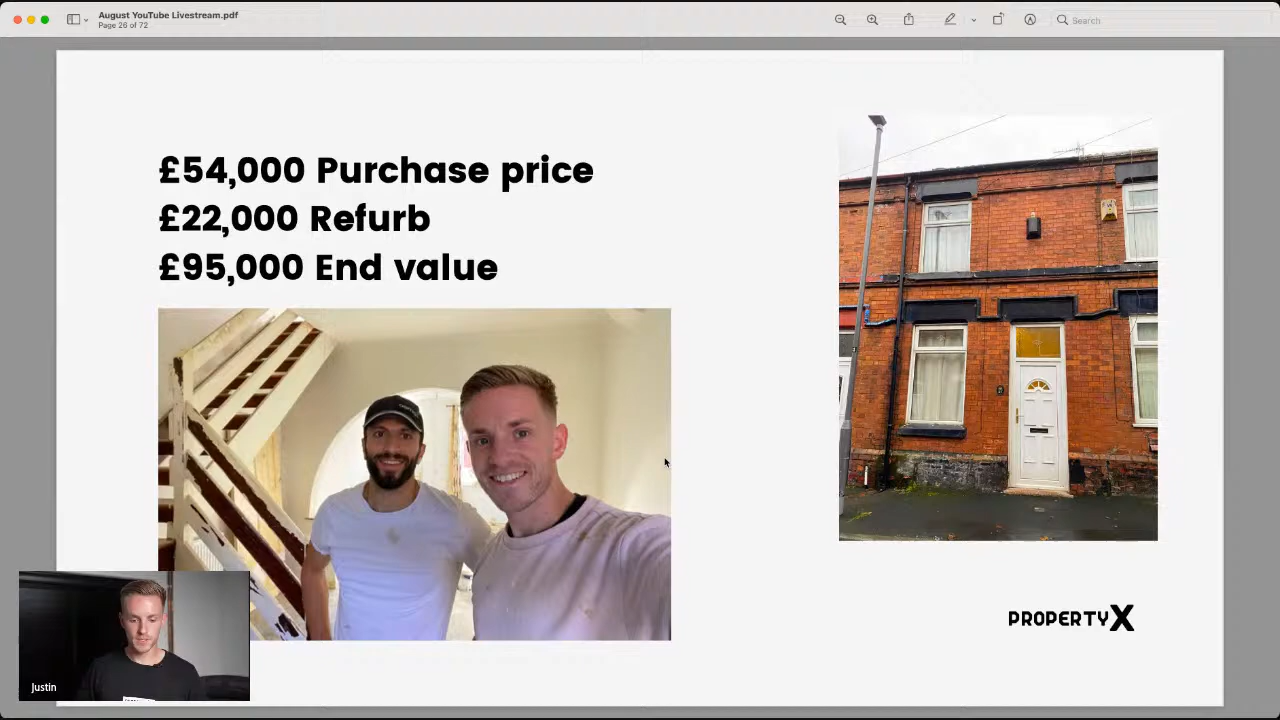 August YouTube Livestream.pdf
Page 26 of 72
Search
£54,000 Purchase price
£22,000 Refurb
£95,000 End value
PROPERTYX
Justin